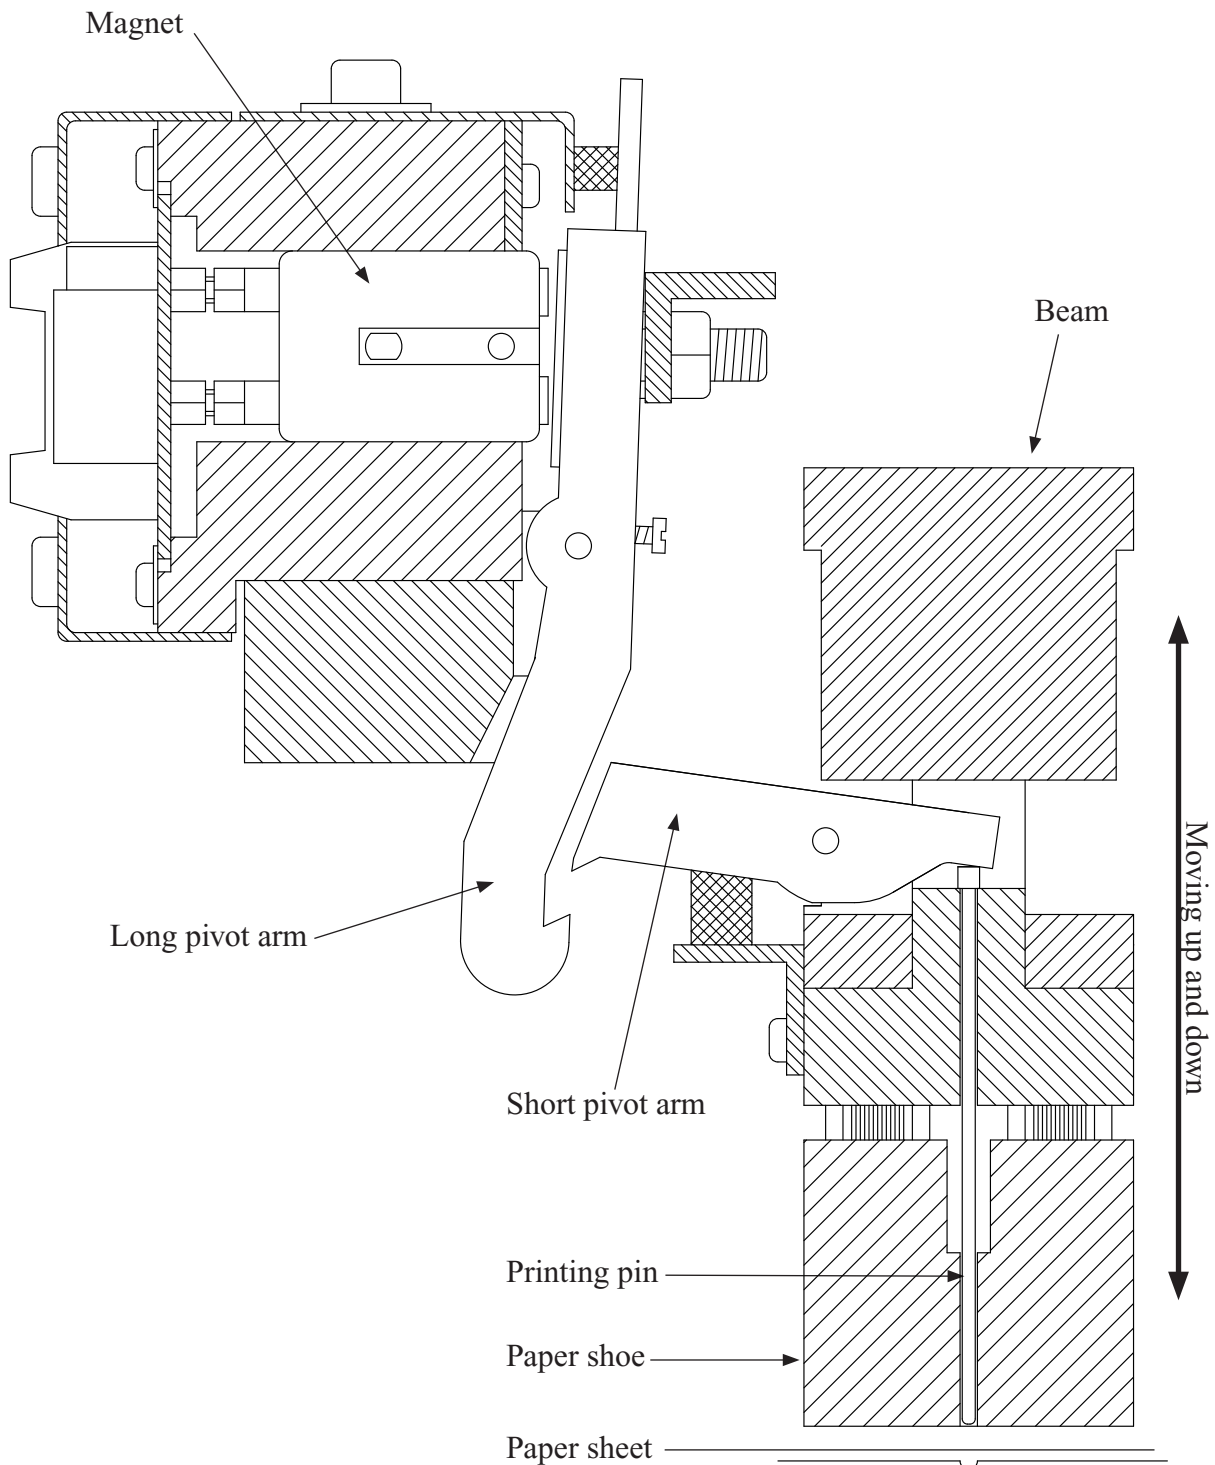 Magnet
Beam
Moving up and down
Long pivot arm
Short pivot arm
Printing pin
Paper shoe
Paper sheet